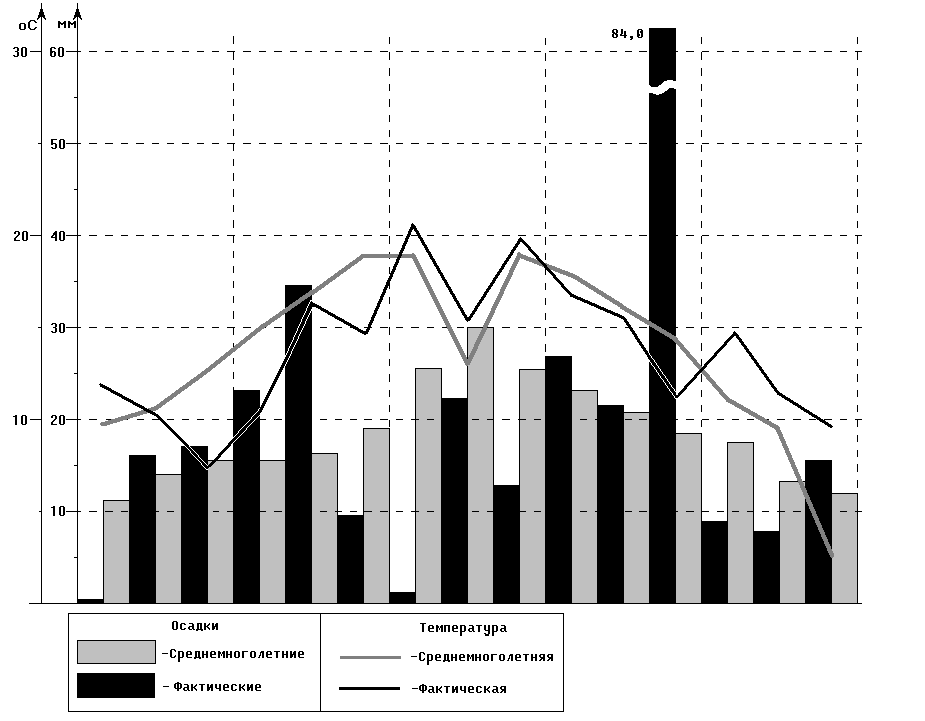 оС мм
84,0
30 60
50
20 40
30
10 20
10
Осадки
-Среднемноголетние
- Фактические
Температура
-Среднемноголетняя
-Фактическая